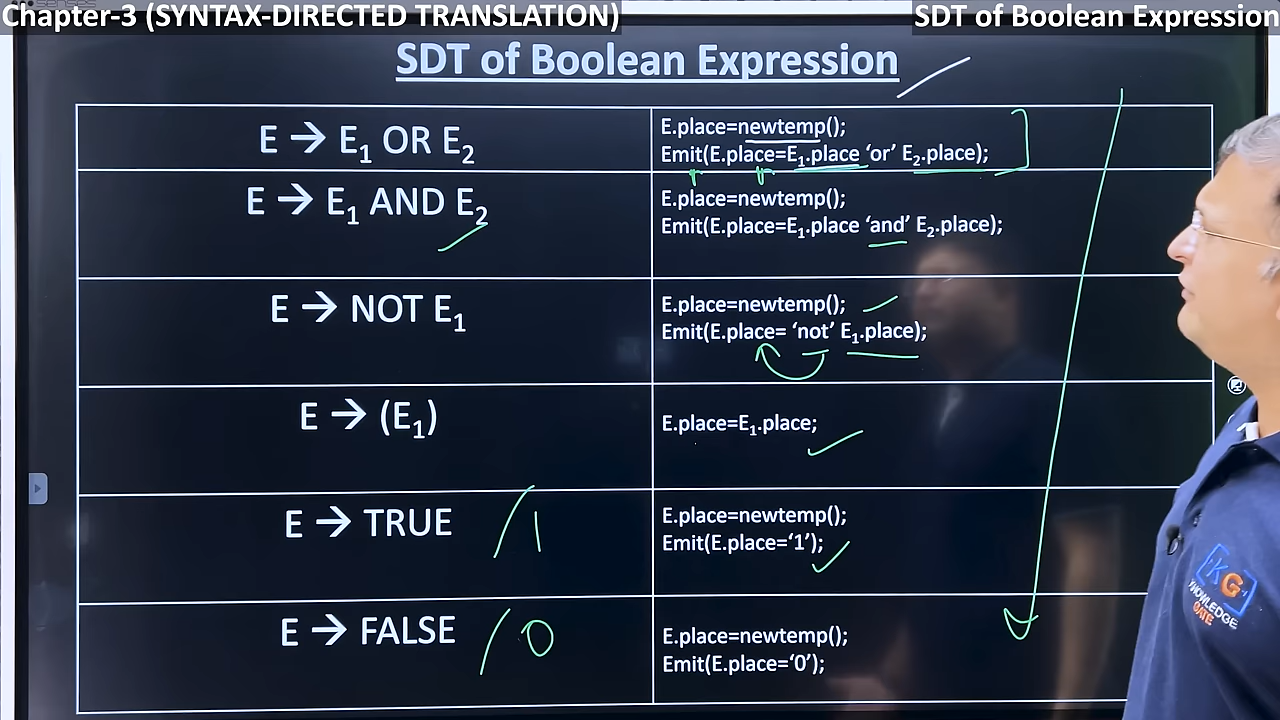 Chapter-3 (SYNTAX-DIRECTED TRANSLATION)
SDT of Boolean Expression
SDT of Boolean Expression
E → E₁ OR E₂
E.place=newtemp();
Emit(E.place=E₁.place ‘or’ E₂.place);
E → E₁ AND E₂
E.place=newtemp();
Emit(E.place=E₁.place ‘and’ E₂.place);
E → NOT E₁
E.place=newtemp();
Emit(E.place= ‘not’ E₁.place);
E → (E₁)
E.place=E₁.place;
E → TRUE /1
E.place=newtemp();
Emit(E.place=‘1’);
E → FALSE /0
E.place=newtemp();
Emit(E.place=‘0’);
KG
KNOWLEDGE
GATE